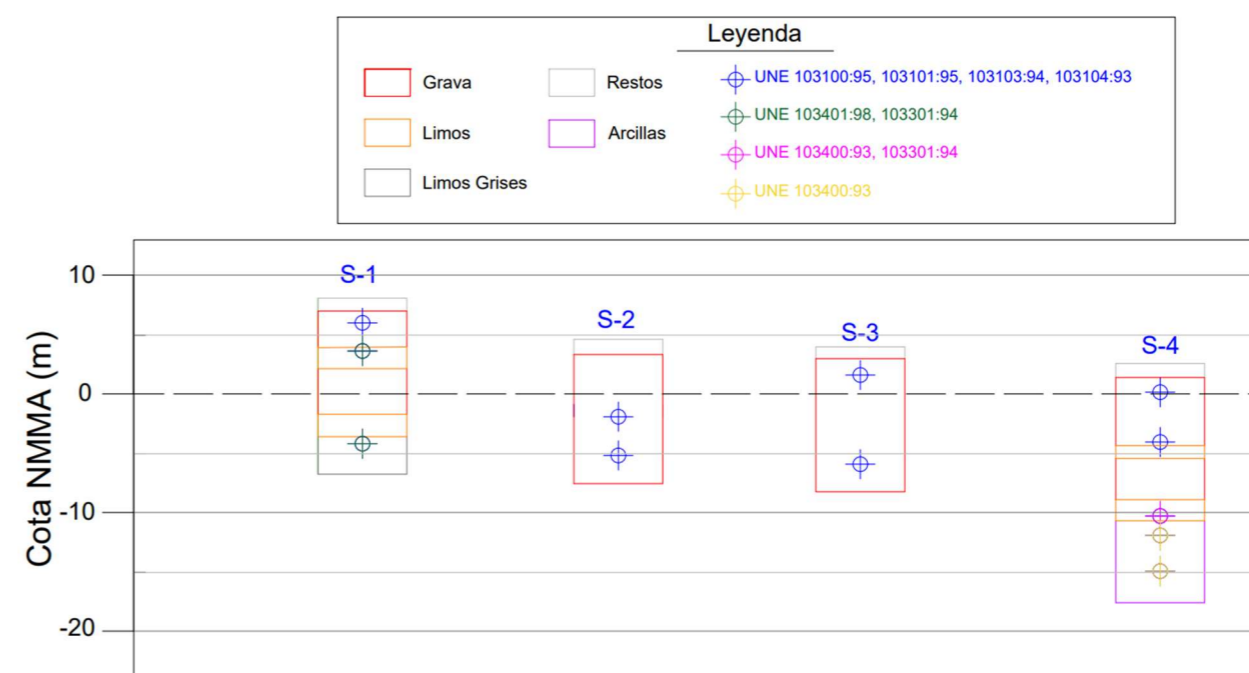 Leyenda
Grava
Restos
UNE 103100:95, 103101:95, 103103:94, 103104:93
Limos
Arcillas
UNE 103401:98, 103301:94
Limos Grises
UNE 103400:93, 103301:94
UNE 103400:93
Cota NMMA (m)
10
0
-10
-20
S-1
S-2
S-3
S-4